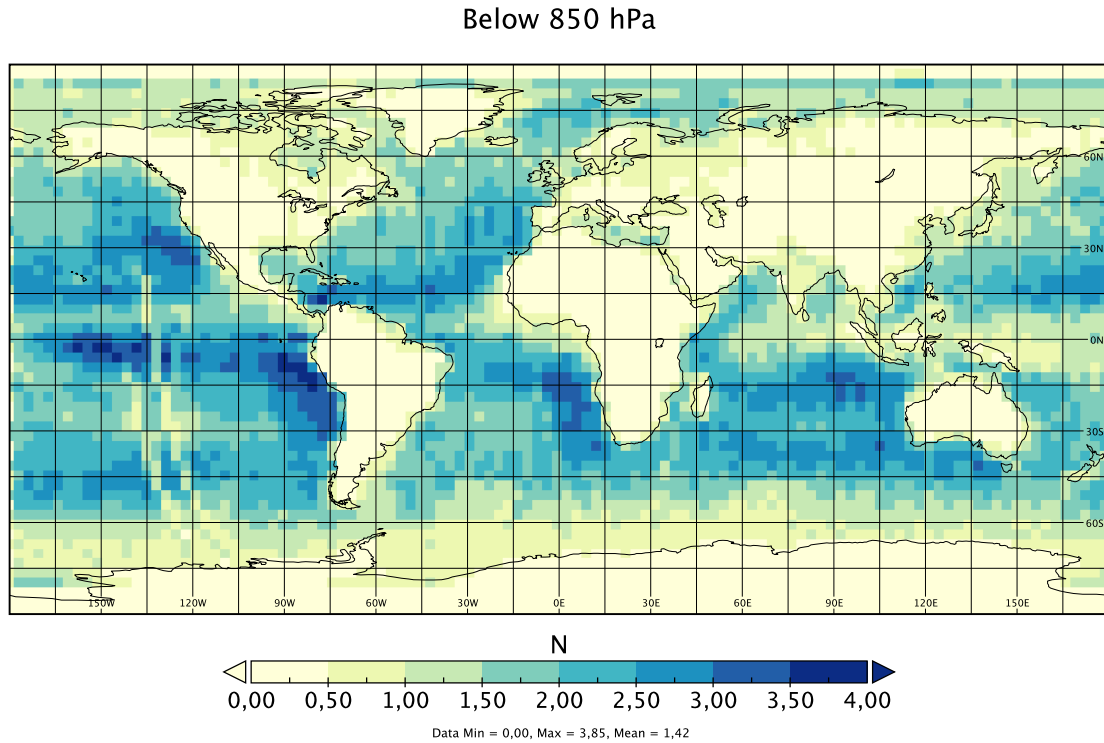 Below 850 hPa
60N
30N
0N
30S
60S
150W 120W 90W 60W 30W 0E 30E 60E 90E 120E 150E
N
0,00 0,50 1,00 1,50 2,00 2,50 3,00 3,50 4,00
Data Min = 0,00, Max = 3,85, Mean = 1,42